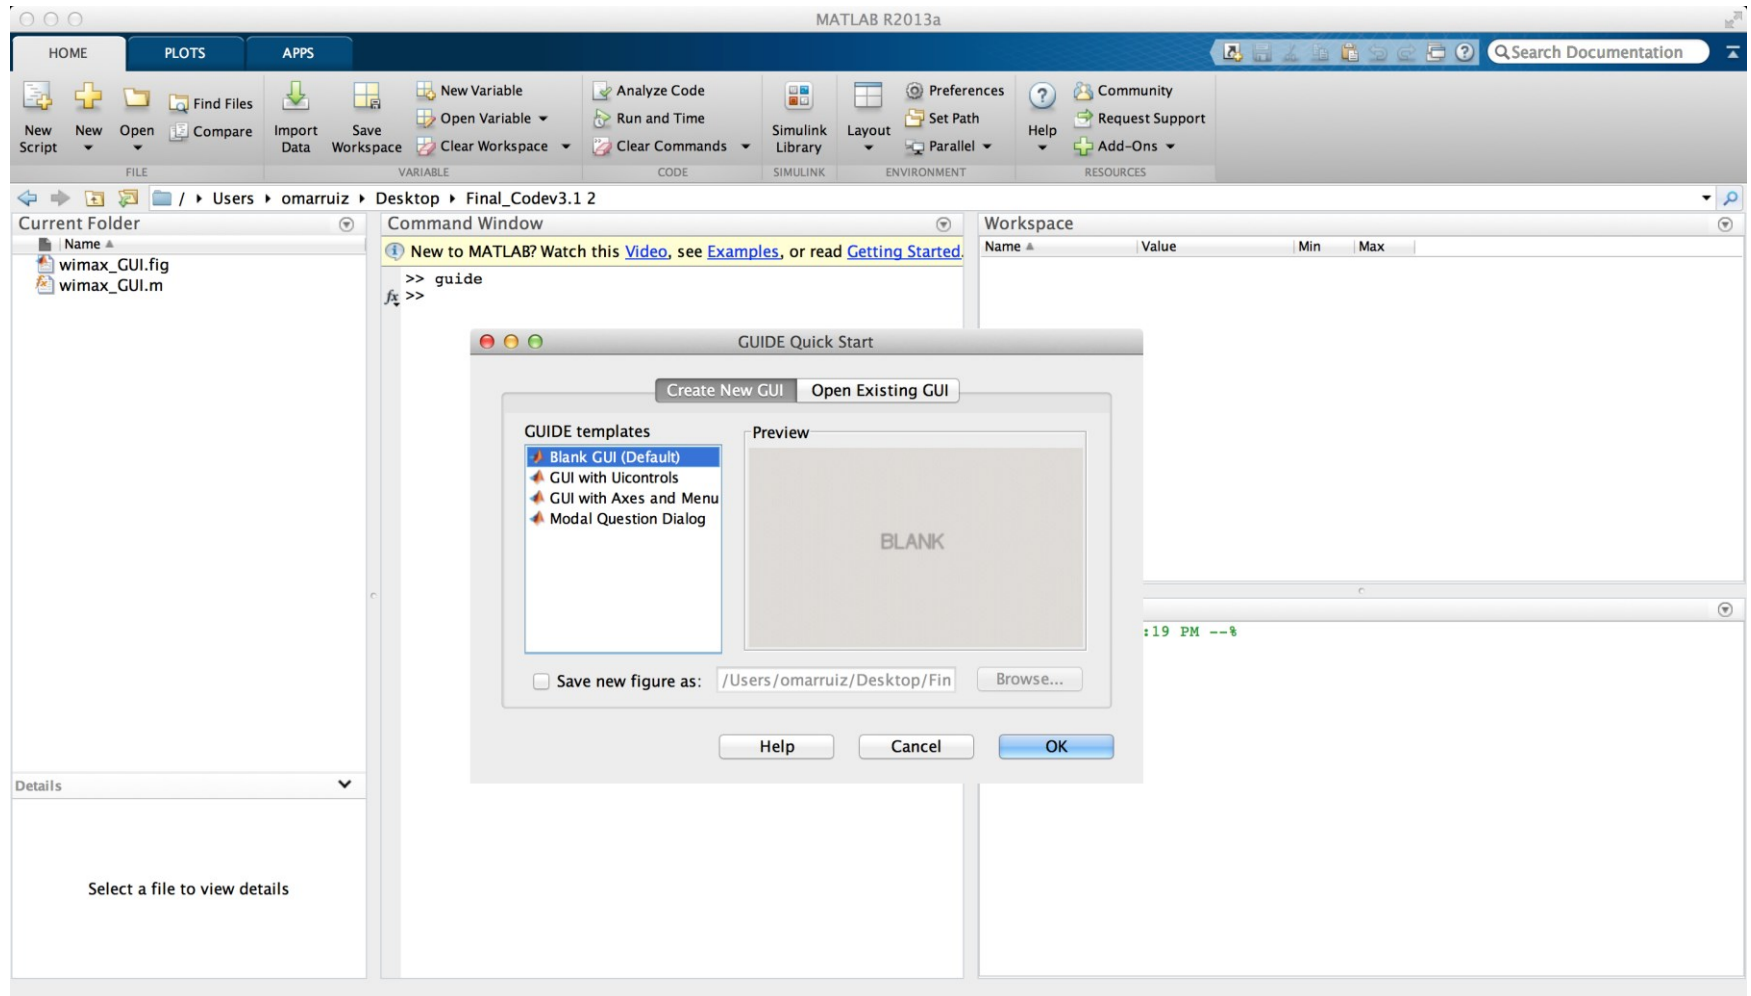 MATLAB R2013a
HOME PLOTS APPS
Search Documentation
New Script
New
Open
Find Files
Compare
FILE
Import Data
Save Workspace
New Variable
Open Variable
Clear Workspace
VARIABLE
Analyze Code
Run and Time
Clear Commands
CODE
Simulink Library
SIMULINK
Layout
Preferences
Set Path
Parallel
ENVIRONMENT
Help
Community
Request Support
Add-Ons
RESOURCES
/ Users omarruiz Desktop Final_Codev3.1 2
Current Folder
Name
wimax_GUI.fig
wimax_GUI.m
Details
Select a file to view details
Command Window
New to MATLAB? Watch this Video, see Examples, or read Getting Started.
>> guide
fx >>
Workspace
Name Value Min Max
:19 PM --%
GUIDE Quick Start
Create New GUI Open Existing GUI
GUIDE templates
Blank GUI (Default)
GUI with Uicontrols
GUI with Axes and Menu
Modal Question Dialog
Preview
BLANK
Save new figure as: /Users/omarruiz/Desktop/Fin Browse...
Help Cancel OK